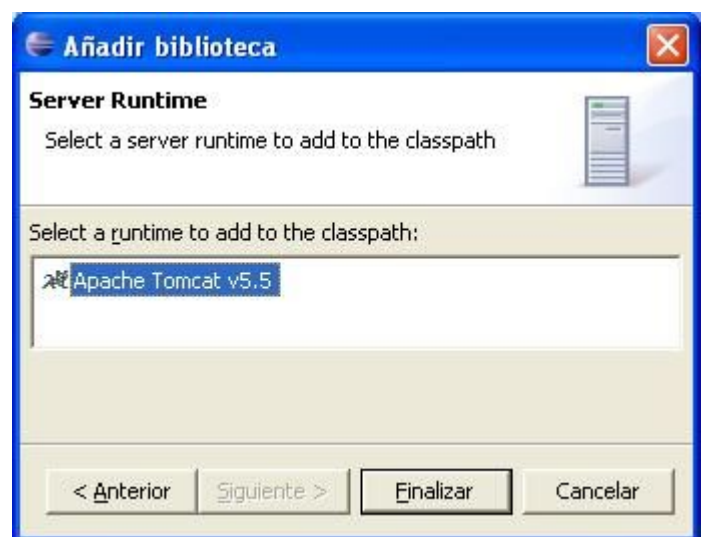 Añadir biblioteca
Server Runtime
Select a server runtime to add to the classpath
Select a runtime to add to the classpath:
Apache Tomcat v5.5
< Anterior
Siguiente >
Finalizar
Cancelar